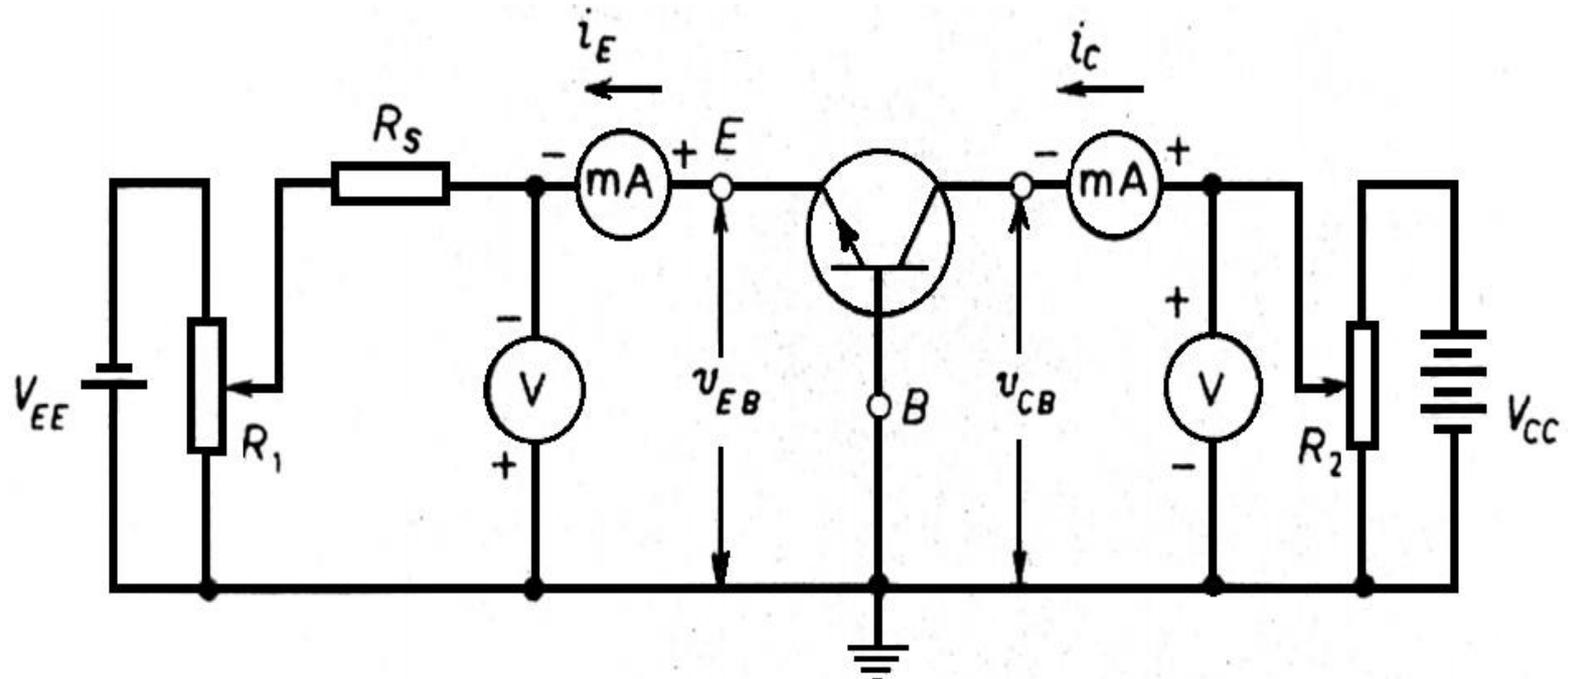 i_E
i_C
R_S
E
- mA +
- mA +
-
V
+
V_EE
R_1
v_EB
B
v_CB
+
V
-
R_2
V_CC